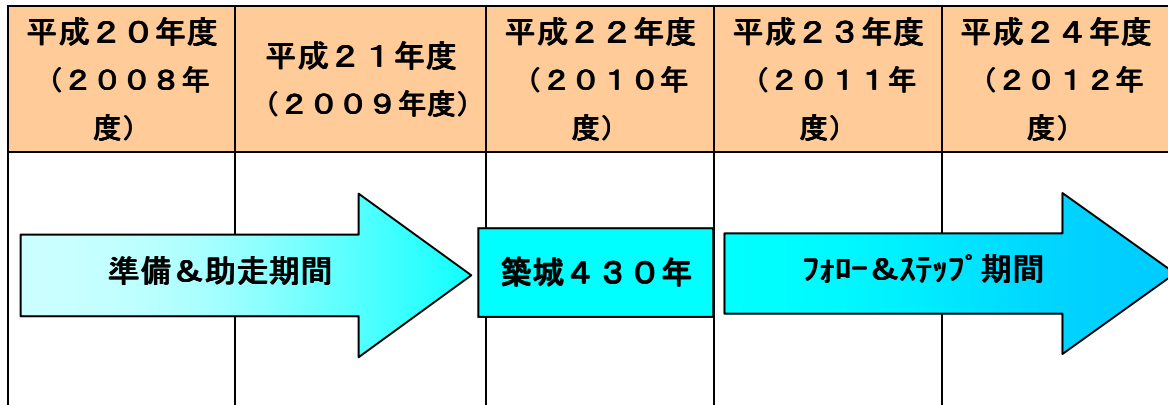 平成２０年度
（２００８年
度）
平成２１年度
（２００９年度）
平成２２年度
（２０１０年
度）
平成２３年度
（２０１１年
度）
平成２４年度
（２０１２年
度）
準備＆助走期間
築城４３０年
ﾌｫﾛｰ＆ｽﾃｯﾌﾟ期間